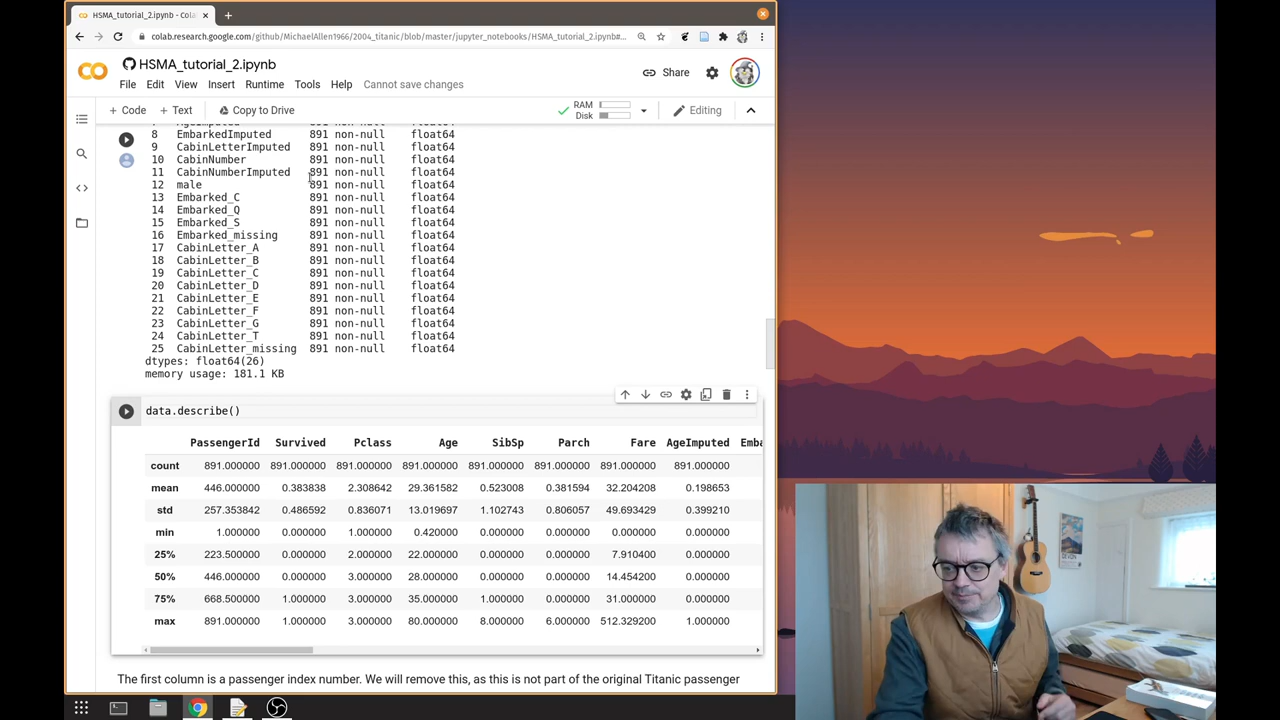 HSMA_tutorial_2.ipynb - Cola
colab.research.google.com/github/MichaelAllen1966/2004_titanic/blob/master/jupyter_notebooks/HSMA_tutorial_2.ipynb#...
HSMA_tutorial_2.ipynb
Share
File Edit View Insert Runtime Tools Help Cannot save changes
+ Code + Text Copy to Drive RAM Disk Editing
8 EmbarkedImputed 891 non-null float64
9 CabinLetterImputed 891 non-null float64
10 CabinNumber 891 non-null float64
11 CabinNumberImputed 891 non-null float64
12 male 891 non-null float64
13 Embarked_C 891 non-null float64
14 Embarked_Q 891 non-null float64
15 Embarked_S 891 non-null float64
16 Embarked_missing 891 non-null float64
17 CabinLetter_A 891 non-null float64
18 CabinLetter_B 891 non-null float64
19 CabinLetter_C 891 non-null float64
20 CabinLetter_D 891 non-null float64
21 CabinLetter_E 891 non-null float64
22 CabinLetter_F 891 non-null float64
23 CabinLetter_G 891 non-null float64
24 CabinLetter_T 891 non-null float64
25 CabinLetter_missing 891 non-null float64
dtypes: float64(26)
memory usage: 181.1 KB
data.describe()
PassengerId Survived Pclass Age SibSp Parch Fare AgeImputed Emba
count 891.000000 891.000000 891.000000 891.000000 891.000000 891.000000 891.000000 891.000000
mean 446.000000 0.383838 2.308642 29.361582 0.523008 0.381594 32.204208 0.198653
std 257.353842 0.486592 0.836071 13.019697 1.102743 0.806057 49.693429 0.399210
min 1.000000 0.000000 1.000000 0.420000 0.000000 0.000000 0.000000 0.000000
25% 223.500000 0.000000 2.000000 22.000000 0.000000 0.000000 7.910400 0.000000
50% 446.000000 0.000000 3.000000 28.000000 0.000000 0.000000 14.454200 0.000000
75% 668.500000 1.000000 3.000000 35.000000 1.000000 0.000000 31.000000 0.000000
max 891.000000 1.000000 3.000000 80.000000 8.000000 6.000000 512.329200 1.000000
The first column is a passenger index number. We will remove this, as this is not part of the original Titanic passenger